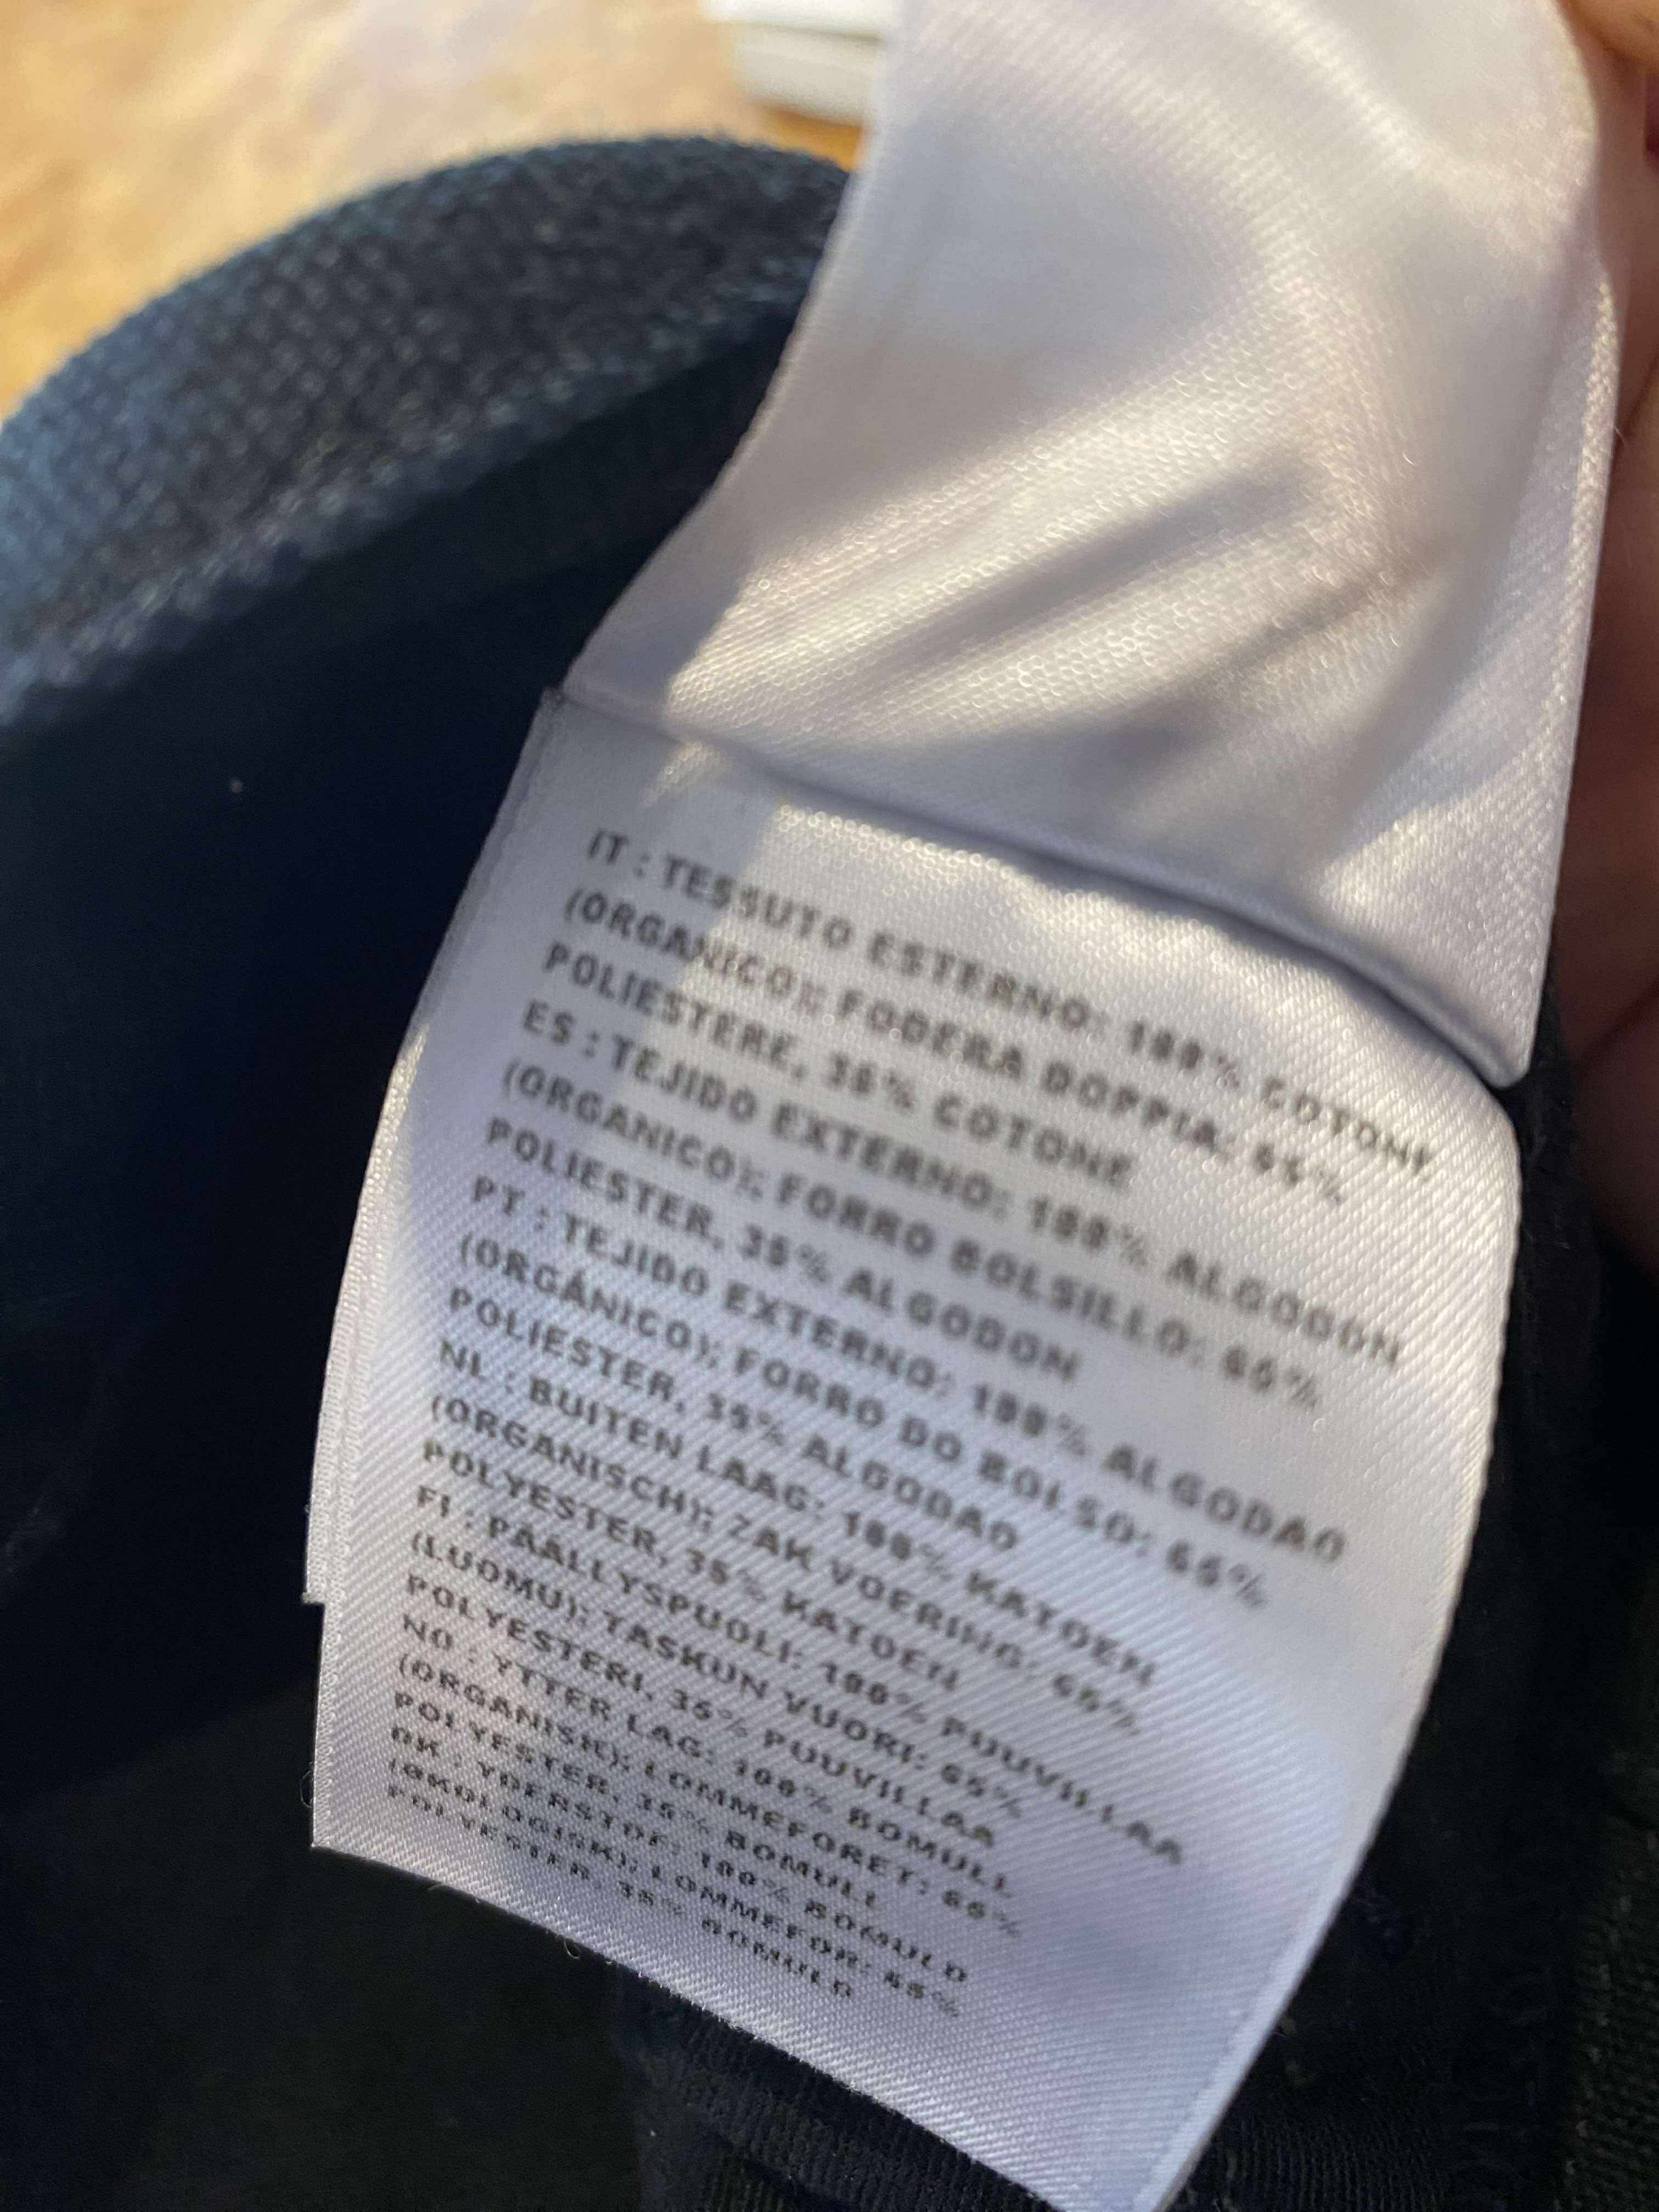 IT : TESSUTO ESTERNO: 100% COTONE
(ORGANICO); FODERA DOPPIA: 65%
POLIESTERE, 35% COTONE
ES : TEJIDO EXTERNO: 100% ALGODON
(ORGANICO); FORRO BOLSILLO: 65%
POLIESTER, 35% ALGODON
PT : TEJIDO EXTERNO: 100% ALGODAO
(ORGÂNICO); FORRO DO BOLSO: 65%
POLIESTER, 35% ALGODAO
NL : BUITEN LAAG: 100% KATOEN
(ORGANISCH); ZAK VOERING: 65%
POLYESTER, 35% KATOEN
FI : PÄÄLLYSPUOLI: 100% PUUVILLAA
(LUOMU); TASKUN VUORI: 65%
POLYESTERI, 35% PUUVILLAA
NO : YTTER LAG: 100% BOMULL
(ORGANISK); LOMMEFORET: 65%
POLYESTER, 35% BOMULL
DK : YDERSTOF: 100% BOMULD
(ØKOLOGISK); LOMMEFOR: 65%
POLYESTER, 35% BOMULD